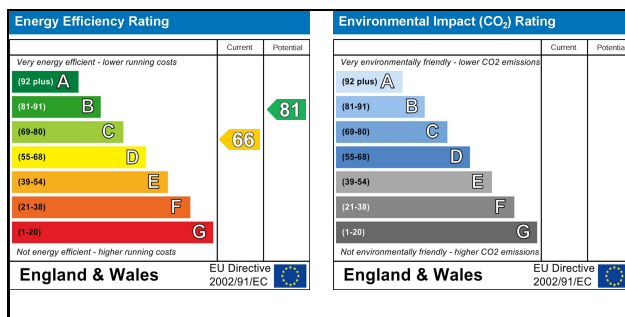 Energy Efficiency Rating
Current Potential
Very energy efficient - lower running costs
(92 plus) A
(81-91) B
81
(69-80) C
66
(55-68) D
(39-54) E
(21-38) F
(1-20) G
Not energy efficient - higher running costs
England & Wales
EU Directive
2002/91/EC
Environmental Impact (CO2) Rating
Current Potential
Very environmentally friendly - lower CO2 emissions
(92 plus) A
(81-91) B
(69-80) C
(55-68) D
(39-54) E
(21-38) F
(1-20) G
Not environmentally friendly - higher CO2 emissions
England & Wales
EU Directive
2002/91/EC